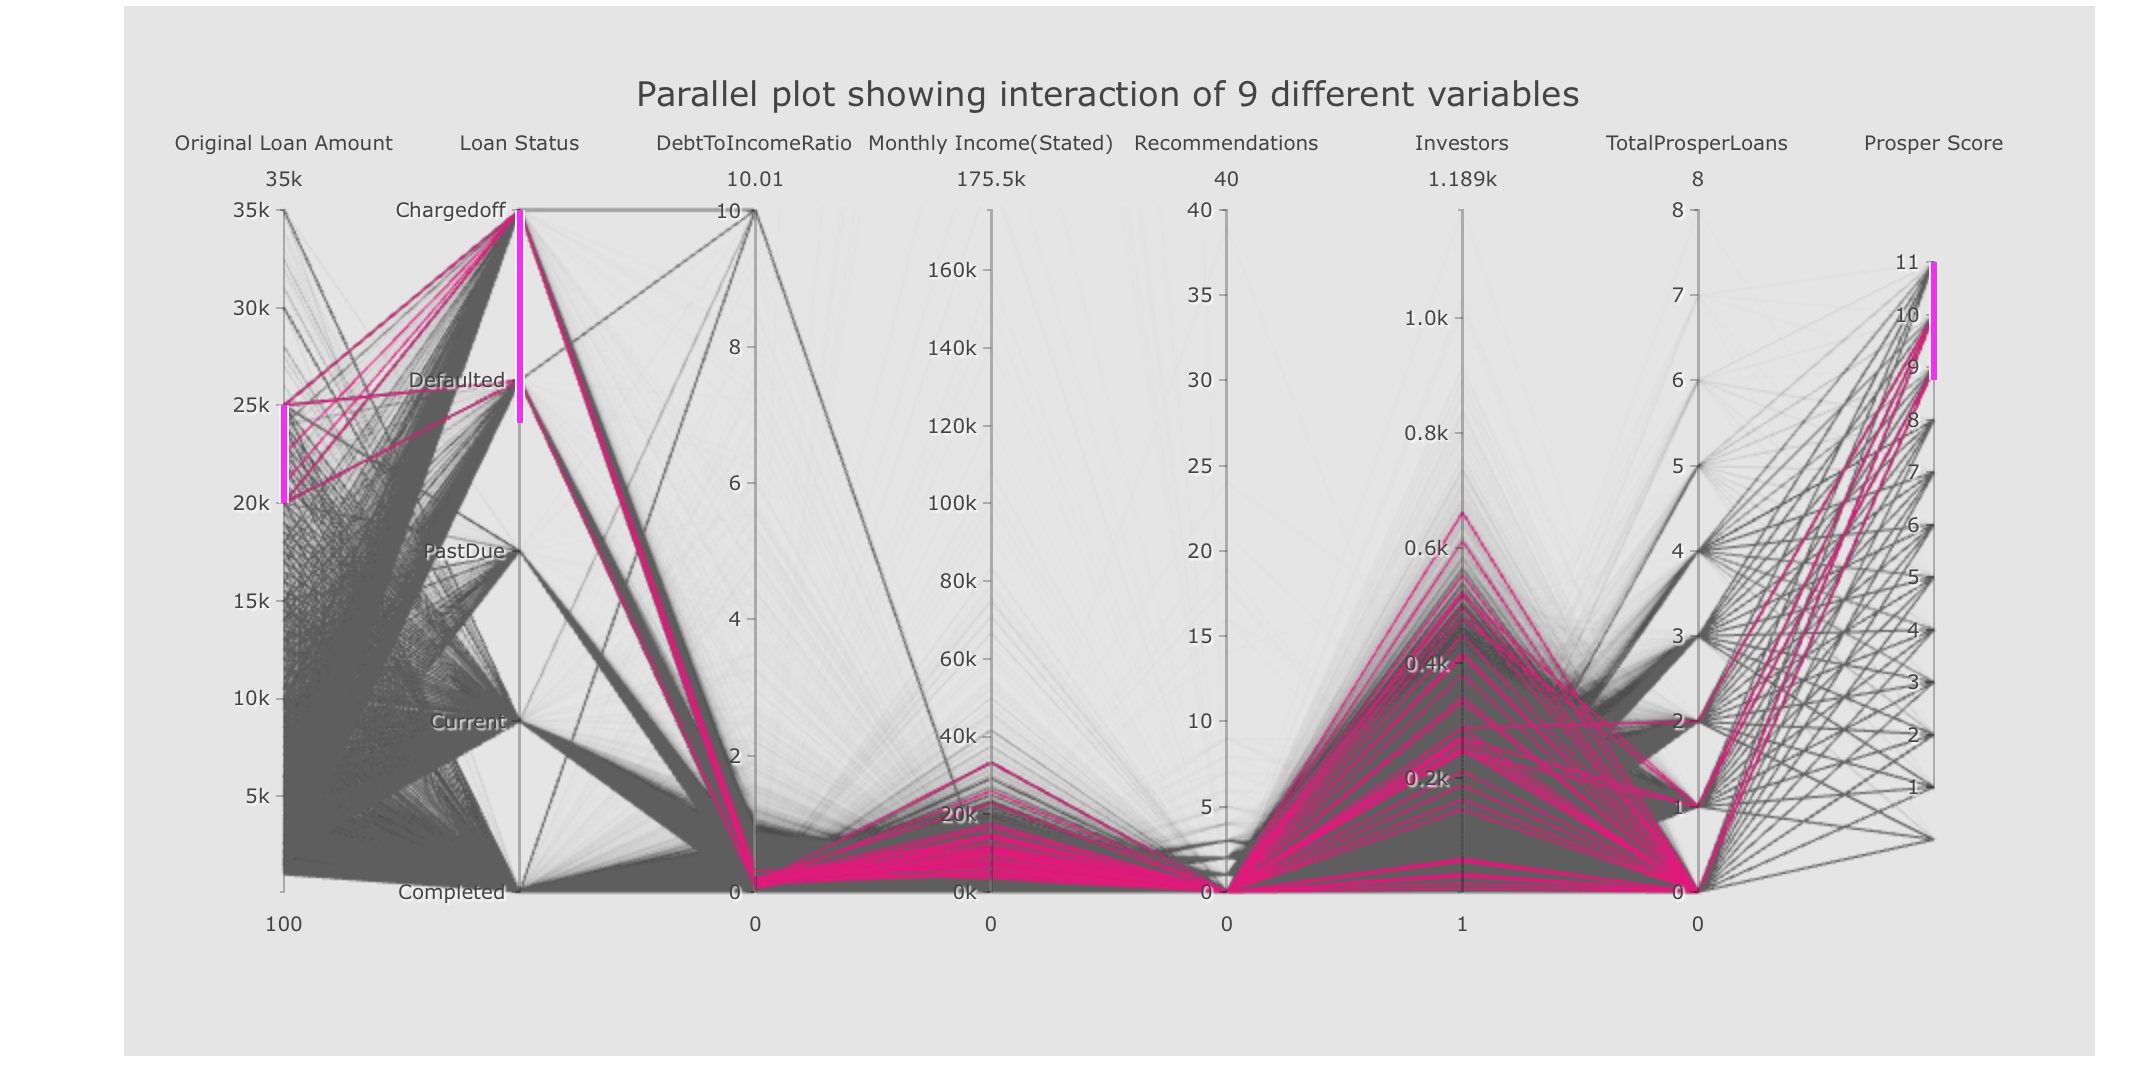 Parallel plot showing interaction of 9 different variables
Original Loan Amount Loan Status DebtToIncomeRatio Monthly Income(Stated) Recommendations Investors TotalProsperLoans Prosper Score
35k 10.01 175.5k 40 1.189k 8
35k Chargedoff 10 40 8
11
160k
35 7
30k 10
1.0k
8 140k
9
Defaulted 30 6
25k
8
120k 0.8k
25 5
7
6
20k 100k
6
PastDue 20 0.6k 4
80k 5
15k
4 4
15 3
60k 0.4k
3
10k
Current 10 2
40k 2
2
0.2k
1
5k
5 1
20k
Completed 0 0k 0 0
100 0 0 0 1 0